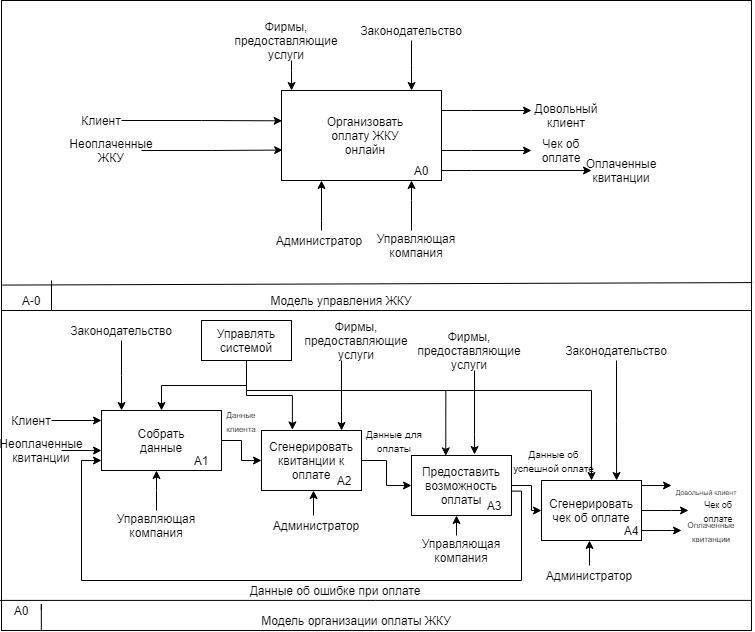 Фирмы,
предоставляющие
услуги
Законодательство
Клиент
Неоплаченные
ЖКУ
Организовать
оплату ЖКУ
онлайн
A0
Довольный
клиент
Чек об
оплате
Оплаченные
квитанции
Администратор
Управляющая
компания
A-0
Модель управления ЖКУ
Законодательство
Управлять
системой
Фирмы,
предоставляющие
услуги
Фирмы,
предоставляющие
услуги
Законодательство
Клиент
Неоплаченные
квитанции
Собрать
данные
A1
Данные
клиента
Сгенерировать
квитанции к
оплате
A2
Данные для
оплаты
Предоставить
возможность
оплаты
A3
Данные об
успешной оплате
Сгенерировать
чек об оплате
A4
Довольный клиент
Чек об
оплате
Оплаченные
квитанции
Управляющая
компания
Администратор
Управляющая
компания
Администратор
Данные об ошибке при оплате
A0
Модель организации оплаты ЖКУ